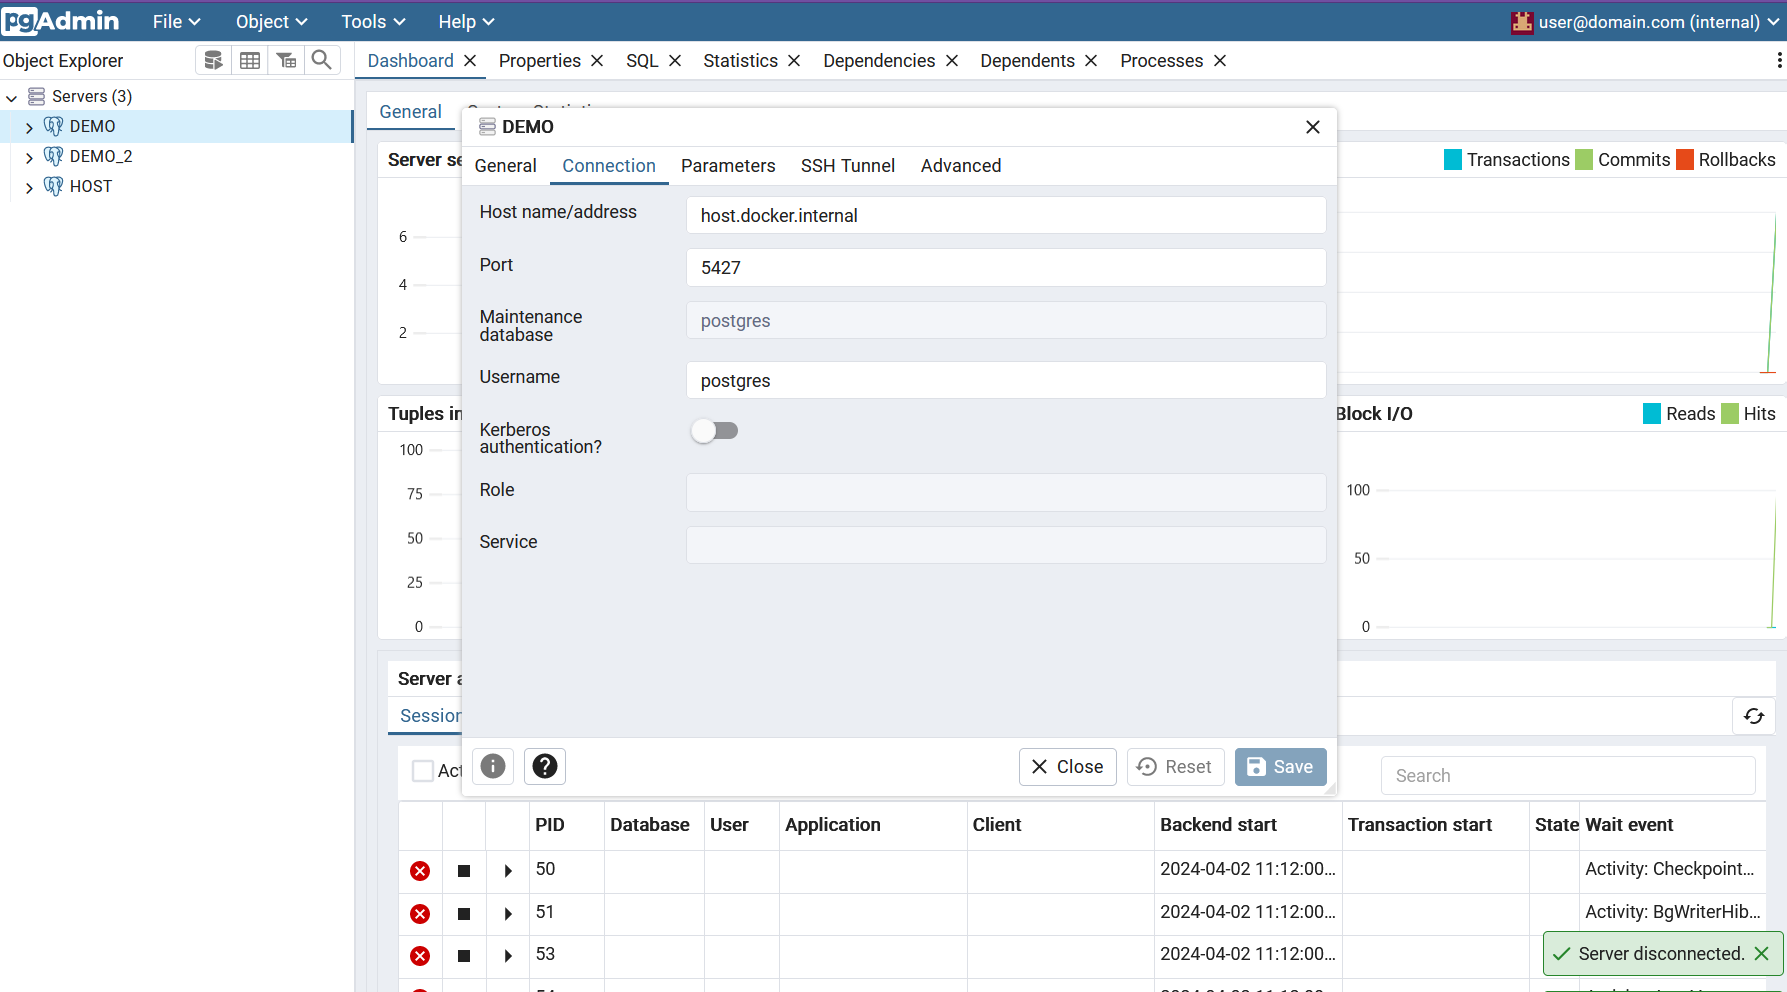 pgAdmin File Object Tools Help user@domain.com (internal)
Object Explorer
Dashboard Properties SQL Statistics Dependencies Dependents Processes
Servers (3)
DEMO
DEMO_2
HOST
General
DEMO
General Connection Parameters SSH Tunnel Advanced
Host name/address host.docker.internal
Port 5427
Maintenance
database
postgres
Username postgres
Kerberos
authentication?
Role
Service
i ? Close Reset Save
Server se
Transactions Commits Rollbacks
6
4
2
Tuples in
100
75
50
25
0
Block I/O Reads Hits
100
50
0
Server a
Session
Act
Search
PID Database User Application Client Backend start Transaction start State Wait event
50 2024-04-02 11:12:00... Activity: Checkpoint...
51 2024-04-02 11:12:00... Activity: BgWriterHib...
53 2024-04-02 11:12:00...
Server disconnected.